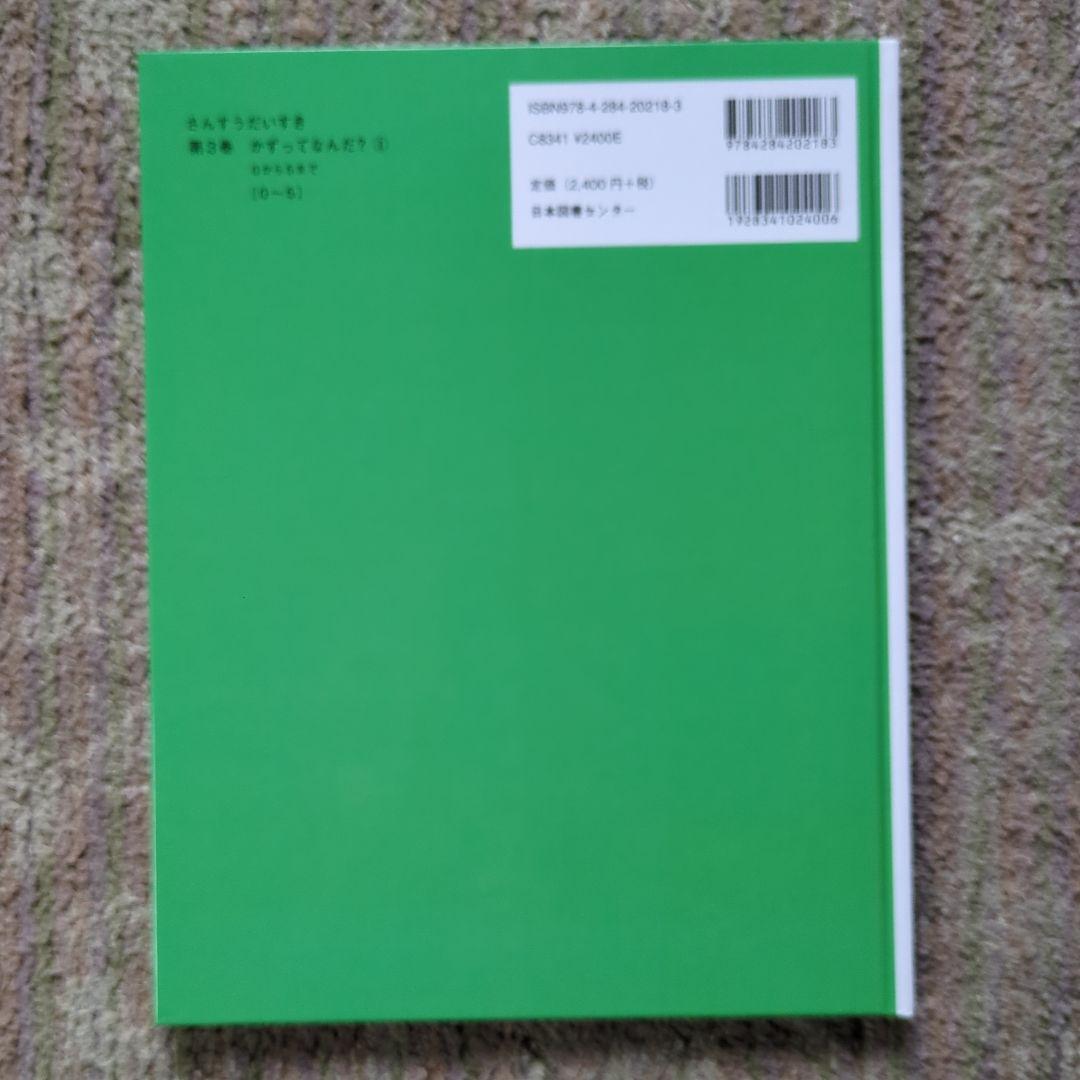 さんすうだいすき
第3巻 かずってなんだ? ①
0から5まで
[0〜5]
ISBN978-4-284-20218-3
C8341 ¥2400E
定価(2,400円+税)
日本図書センター
9784284202183
1928341024006